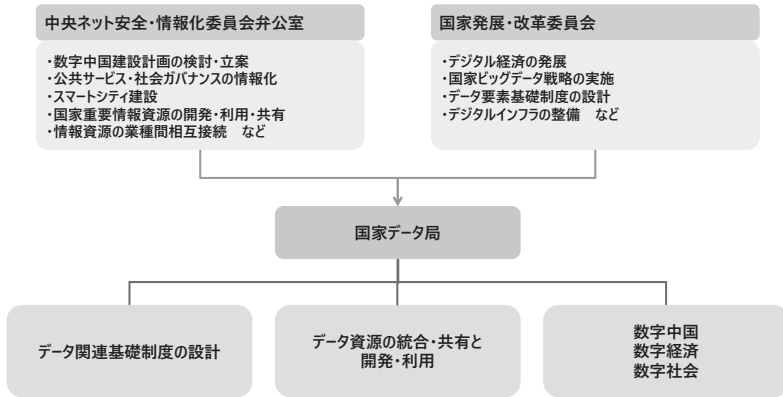 中央ネット安全・情報化委員会弁公室
・数字中国建設計画の検討・立案
・公共サービス・社会ガバナンスの情報化
・スマートシティ建設
・国家重要情報資源の開発・利用・共有
・情報資源の業種間相互接続　など
国家発展・改革委員会
・デジタル経済の発展
・国家ビッグデータ戦略の実施
・データ要素基礎制度の設計
・デジタルインフラの整備　など
国家データ局
データ関連基礎制度の設計
データ資源の統合・共有と
開発・利用
数字中国
数字経済
数字社会